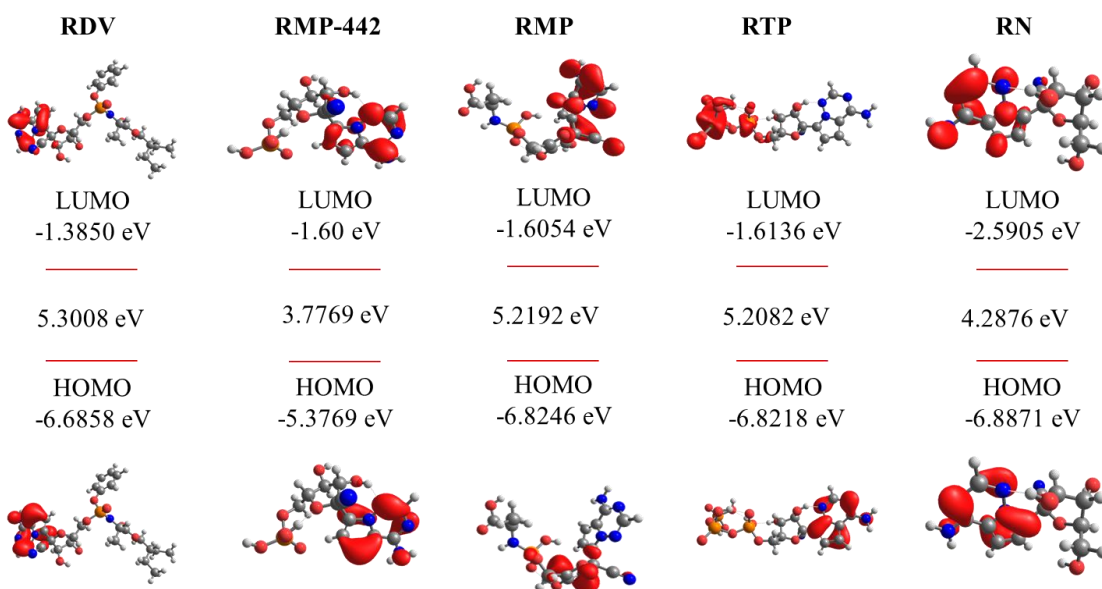 RDV RMP-442 RMP RTP RN
LUMO LUMO LUMO LUMO LUMO
-1.3850 eV -1.60 eV -1.6054 eV -1.6136 eV -2.5905 eV
5.3008 eV 3.7769 eV 5.2192 eV 5.2082 eV 4.2876 eV
HOMO HOMO HOMO HOMO HOMO
-6.6858 eV -5.3769 eV -6.8246 eV -6.8218 eV -6.8871 eV